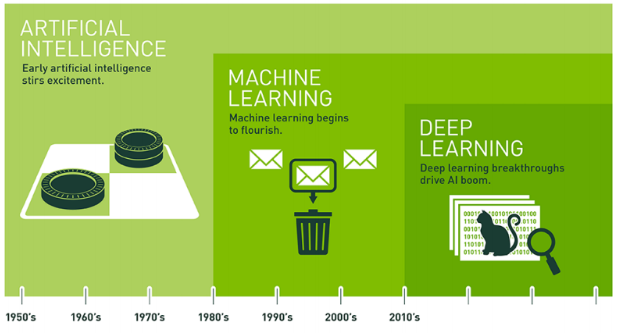 ARTIFICIAL
INTELLIGENCE
Early artificial intelligence
stirs excitement.
MACHINE
LEARNING
Machine learning begins
to flourish.
DEEP
LEARNING
Deep learning breakthroughs
drive AI boom.
1950's 1960's 1970's 1980's 1990's 2000's 2010's